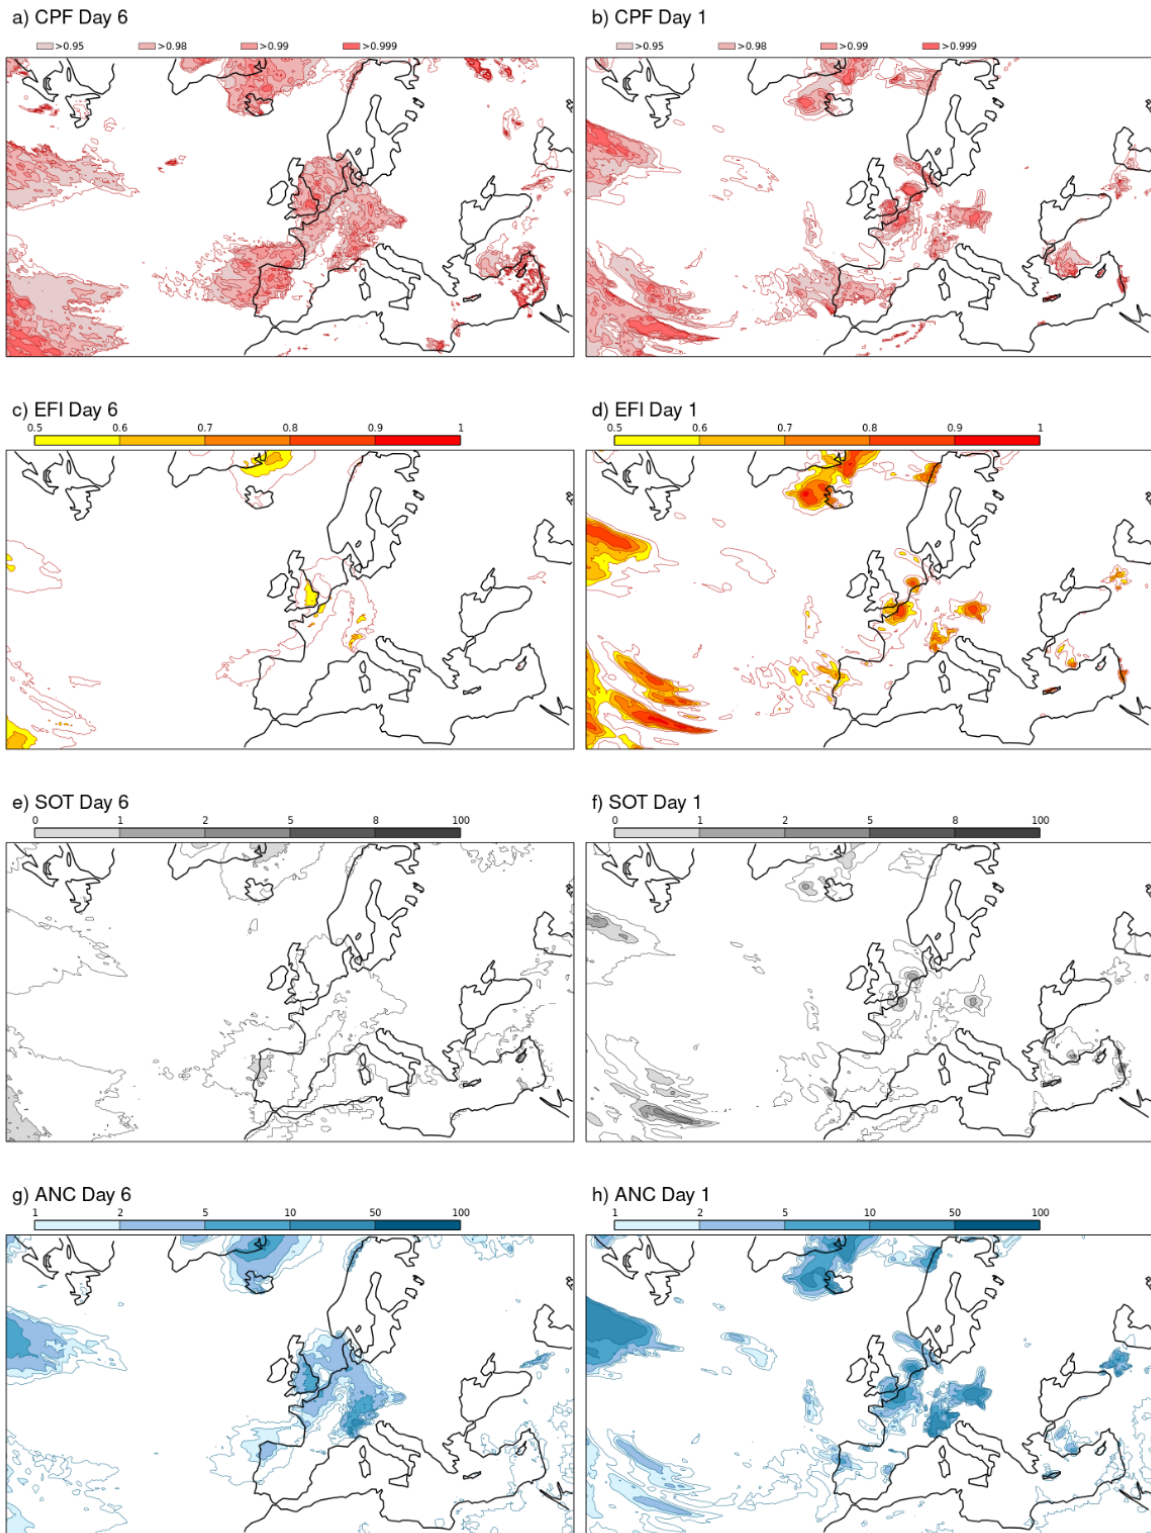 a) CPF Day 6
b) CPF Day 1
>0.95 >0.98 >0.99 >0.999
>0.95 >0.98 >0.99 >0.999
c) EFI Day 6
d) EFI Day 1
0.5 0.6 0.7 0.8 0.9 1
0.5 0.6 0.7 0.8 0.9 1
e) SOT Day 6
f) SOT Day 1
0 1 2 5 8 100
0 1 2 5 8 100
g) ANC Day 6
h) ANC Day 1
1 2 5 10 50 100
1 2 5 10 50 100